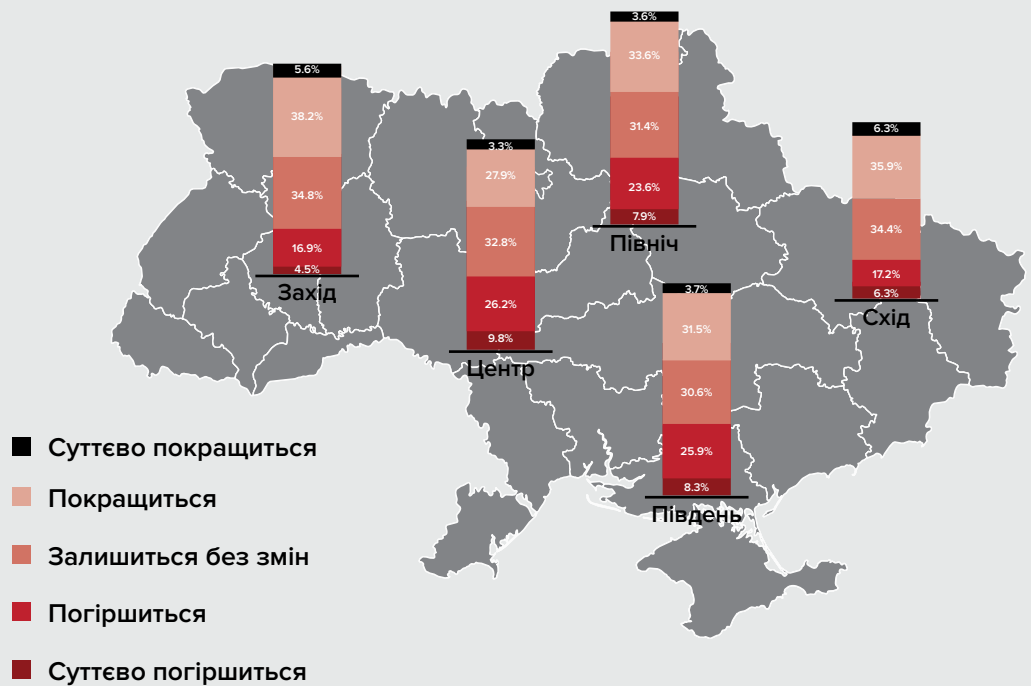 5.6%
38.2%
34.8%
16.9%
4.5%
Захід
3.3%
27.9%
32.8%
26.2%
9.8%
Центр
3.6%
33.6%
31.4%
23.6%
7.9%
Північ
3.7%
31.5%
30.6%
25.9%
8.3%
Південь
6.3%
35.9%
34.4%
17.2%
6.3%
Схід
Суттєво покращиться
Покращиться
Залишиться без змін
Погіршиться
Суттєво погіршиться